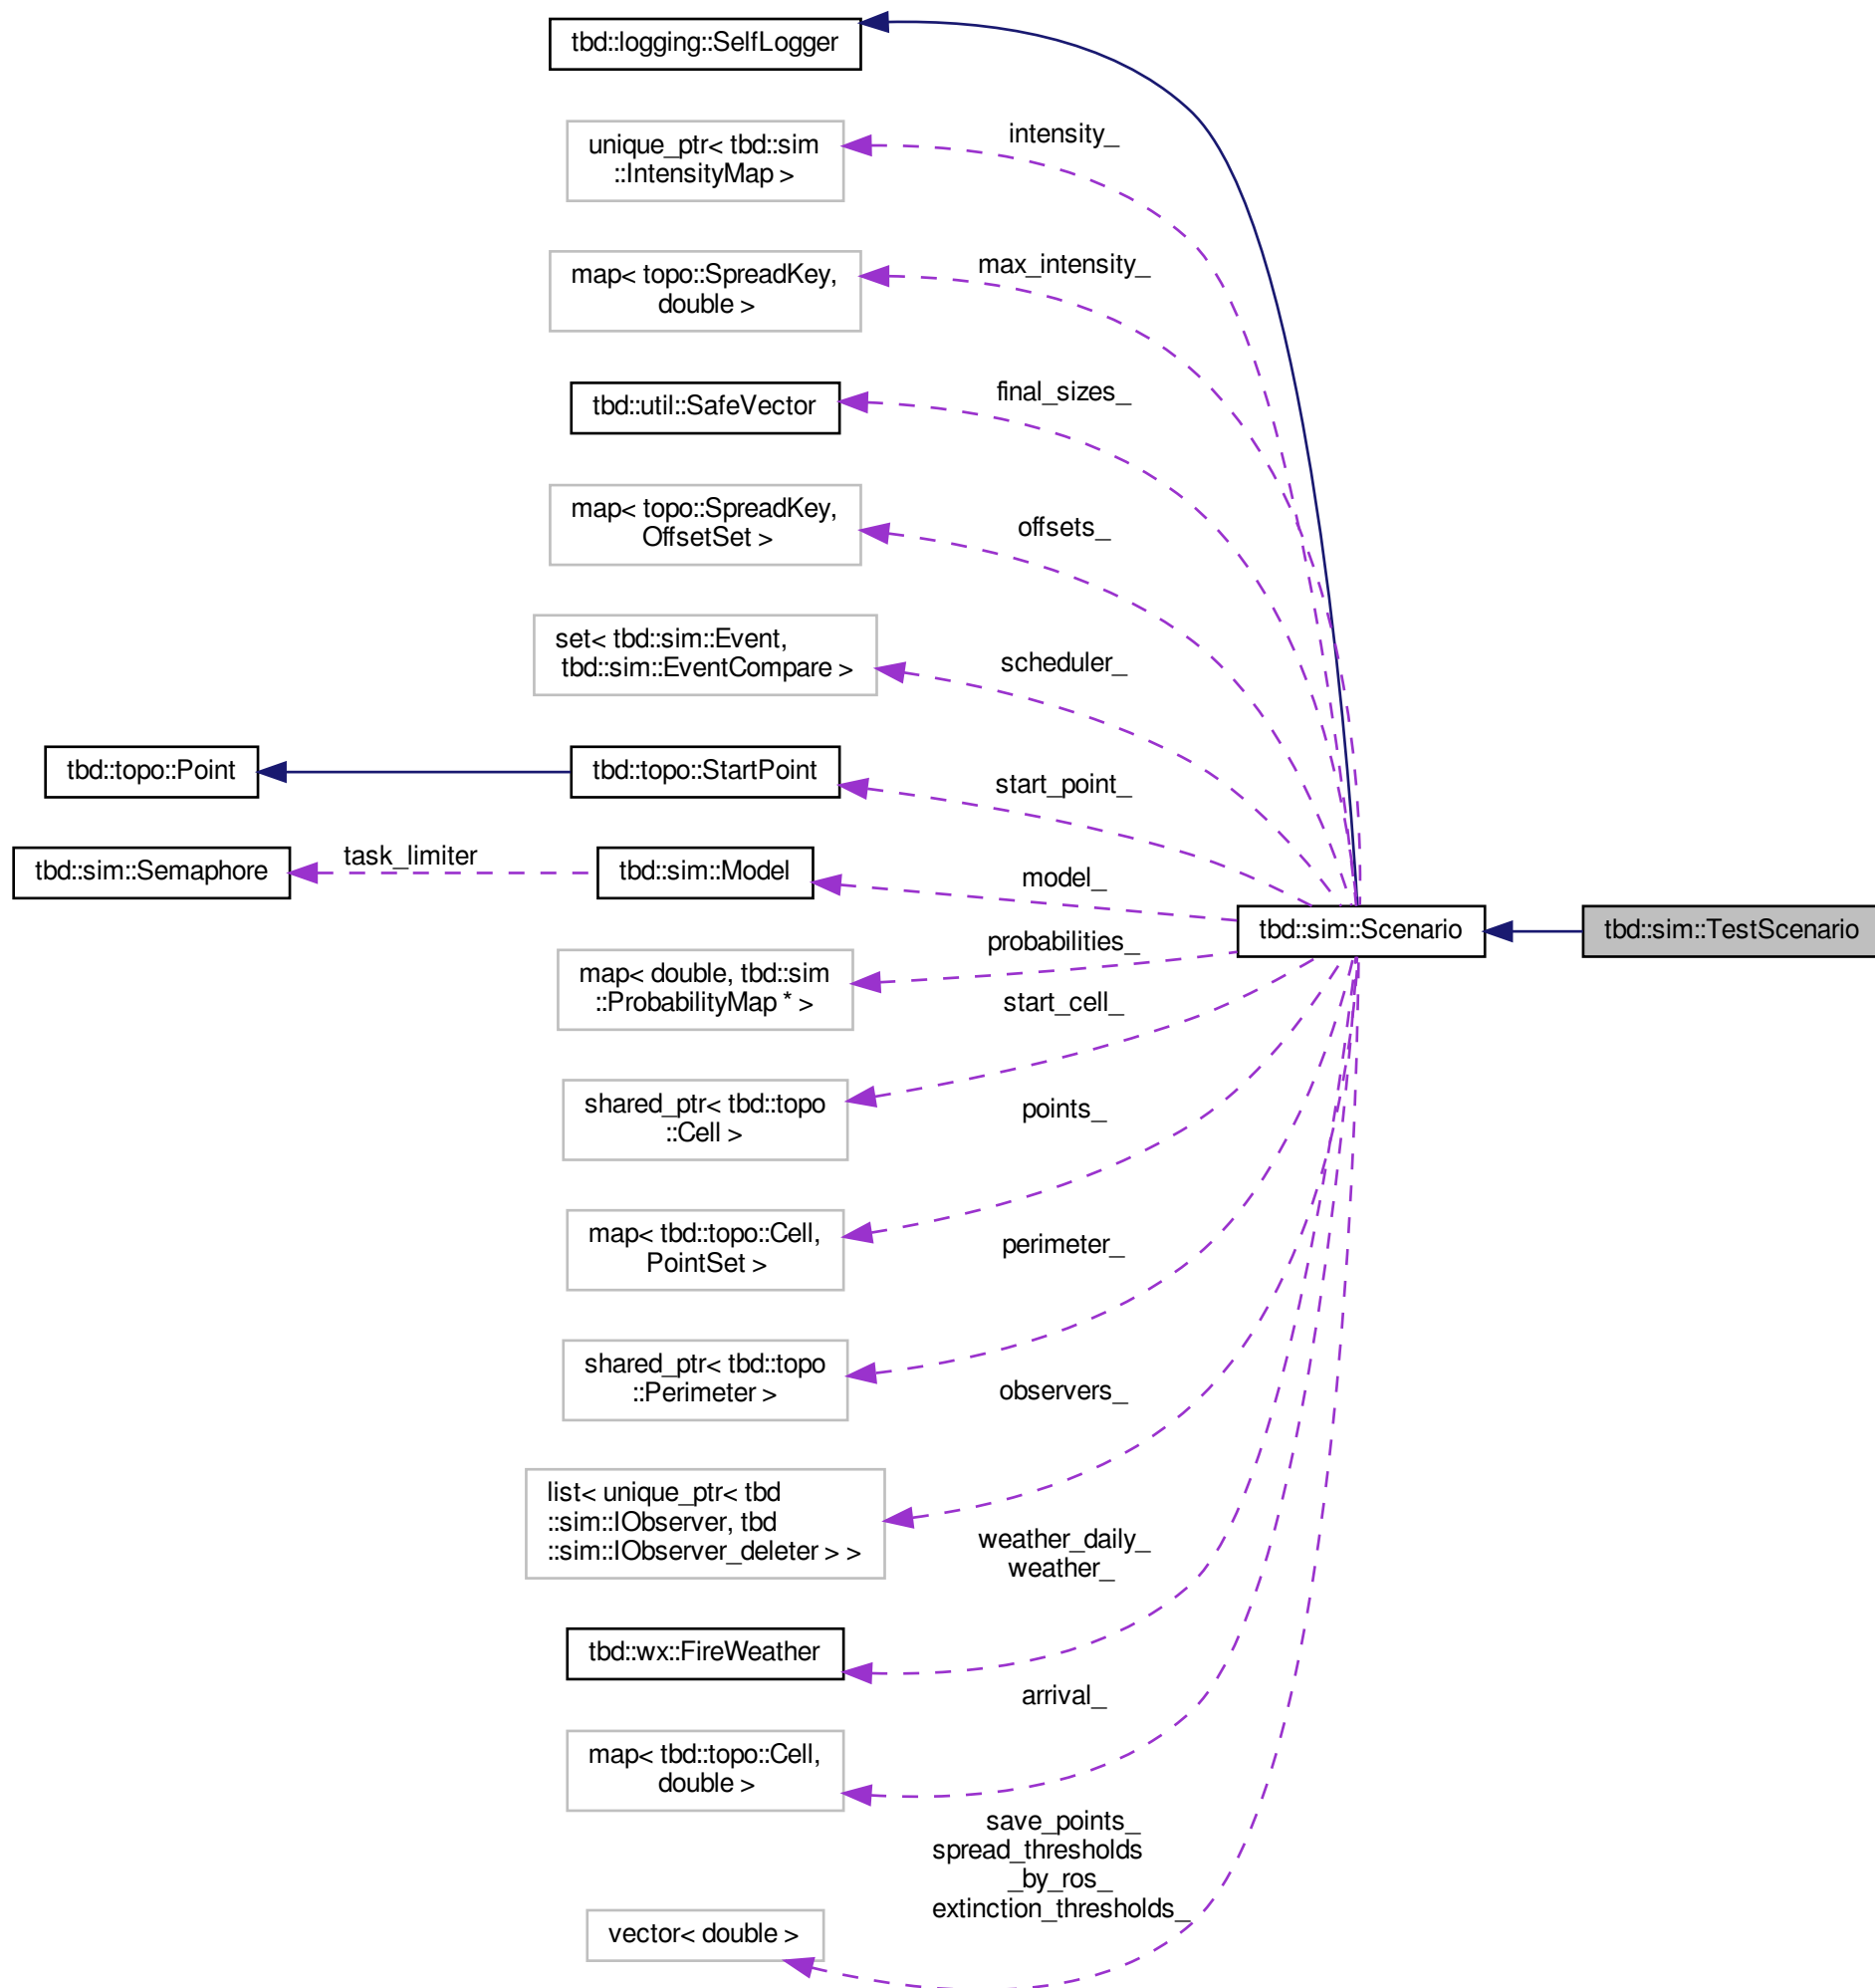 tbd::logging::SelfLogger
intensity_
unique_ptr< tbd::sim
::IntensityMap >
max_intensity_
map< topo::SpreadKey,
double >
final_sizes_
tbd::util::SafeVector
map< topo::SpreadKey,
OffsetSet >
offsets_
set< tbd::sim::Event,
tbd::sim::EventCompare >
scheduler_
tbd::topo::Point
tbd::topo::StartPoint
start_point_
tbd::sim::Semaphore
task_limiter
tbd::sim::Model
model_
tbd::sim::Scenario
tbd::sim::TestScenario
probabilities_
map< double, tbd::sim
::ProbabilityMap * >
start_cell_
shared_ptr< tbd::topo
::Cell >
points_
map< tbd::topo::Cell,
PointSet >
perimeter_
shared_ptr< tbd::topo
::Perimeter >
observers_
list< unique_ptr< tbd
::sim::IObserver, tbd
::sim::IObserver_deleter > >
weather_daily_
weather_
tbd::wx::FireWeather
arrival_
map< tbd::topo::Cell,
double >
save_points_
spread_thresholds
_by_ros_
extinction_thresholds_
vector< double >